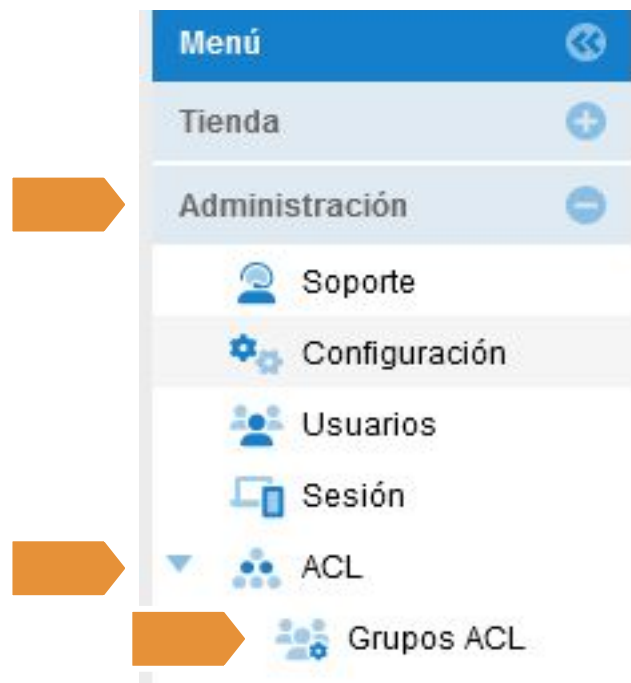 Menú
Tienda
Administración
Soporte
Configuración
Usuarios
Sesión
ACL
Grupos ACL